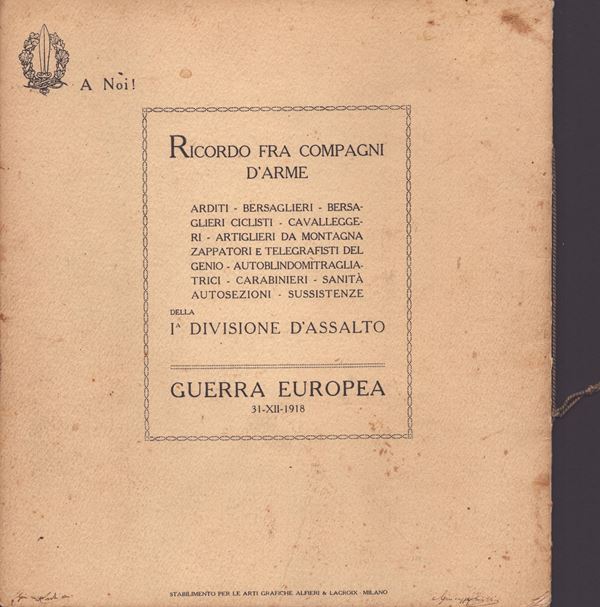 A Noi!
RICORDO FRA COMPAGNI
D'ARME
ARDITI - BERSAGLIERI - BERSA-
GLIERI CICLISTI - CAVALLEGGE-
RI - ARTIGLIERI DA MONTAGNA
ZAPPATORI E TELEGRAFISTI DEL
GENIO - AUTOBLINDOMITRAGLIA-
TRICI - CARABINIERI - SANITÀ
AUTOSEZIONI - SUSSISTENZE
DELLA
Iᴬ DIVISIONE D'ASSALTO
GUERRA EUROPEA
31-XII-1918
STABILIMENTO PER LE ARTI GRAFICHE ALFIERI & LACROIX - MILANO